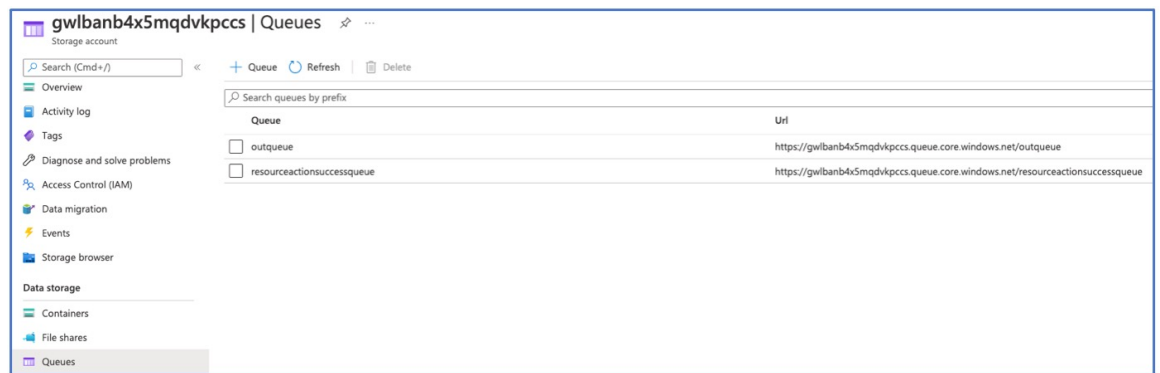 gwlbanb4x5mqdvkpccs | Queues ...
Storage account
Search (Cmd+/) «
+ Queue Refresh Delete
Overview
Search queues by prefix
Activity log
Queue Url
Tags
outqueue https://gwlbanb4x5mqdvkpccs.queue.core.windows.net/outqueue
Diagnose and solve problems
resourceactionsuccessqueue https://gwlbanb4x5mqdvkpccs.queue.core.windows.net/resourceactionsuccessqueue
Access Control (IAM)
Data migration
Events
Storage browser
Data storage
Containers
File shares
Queues